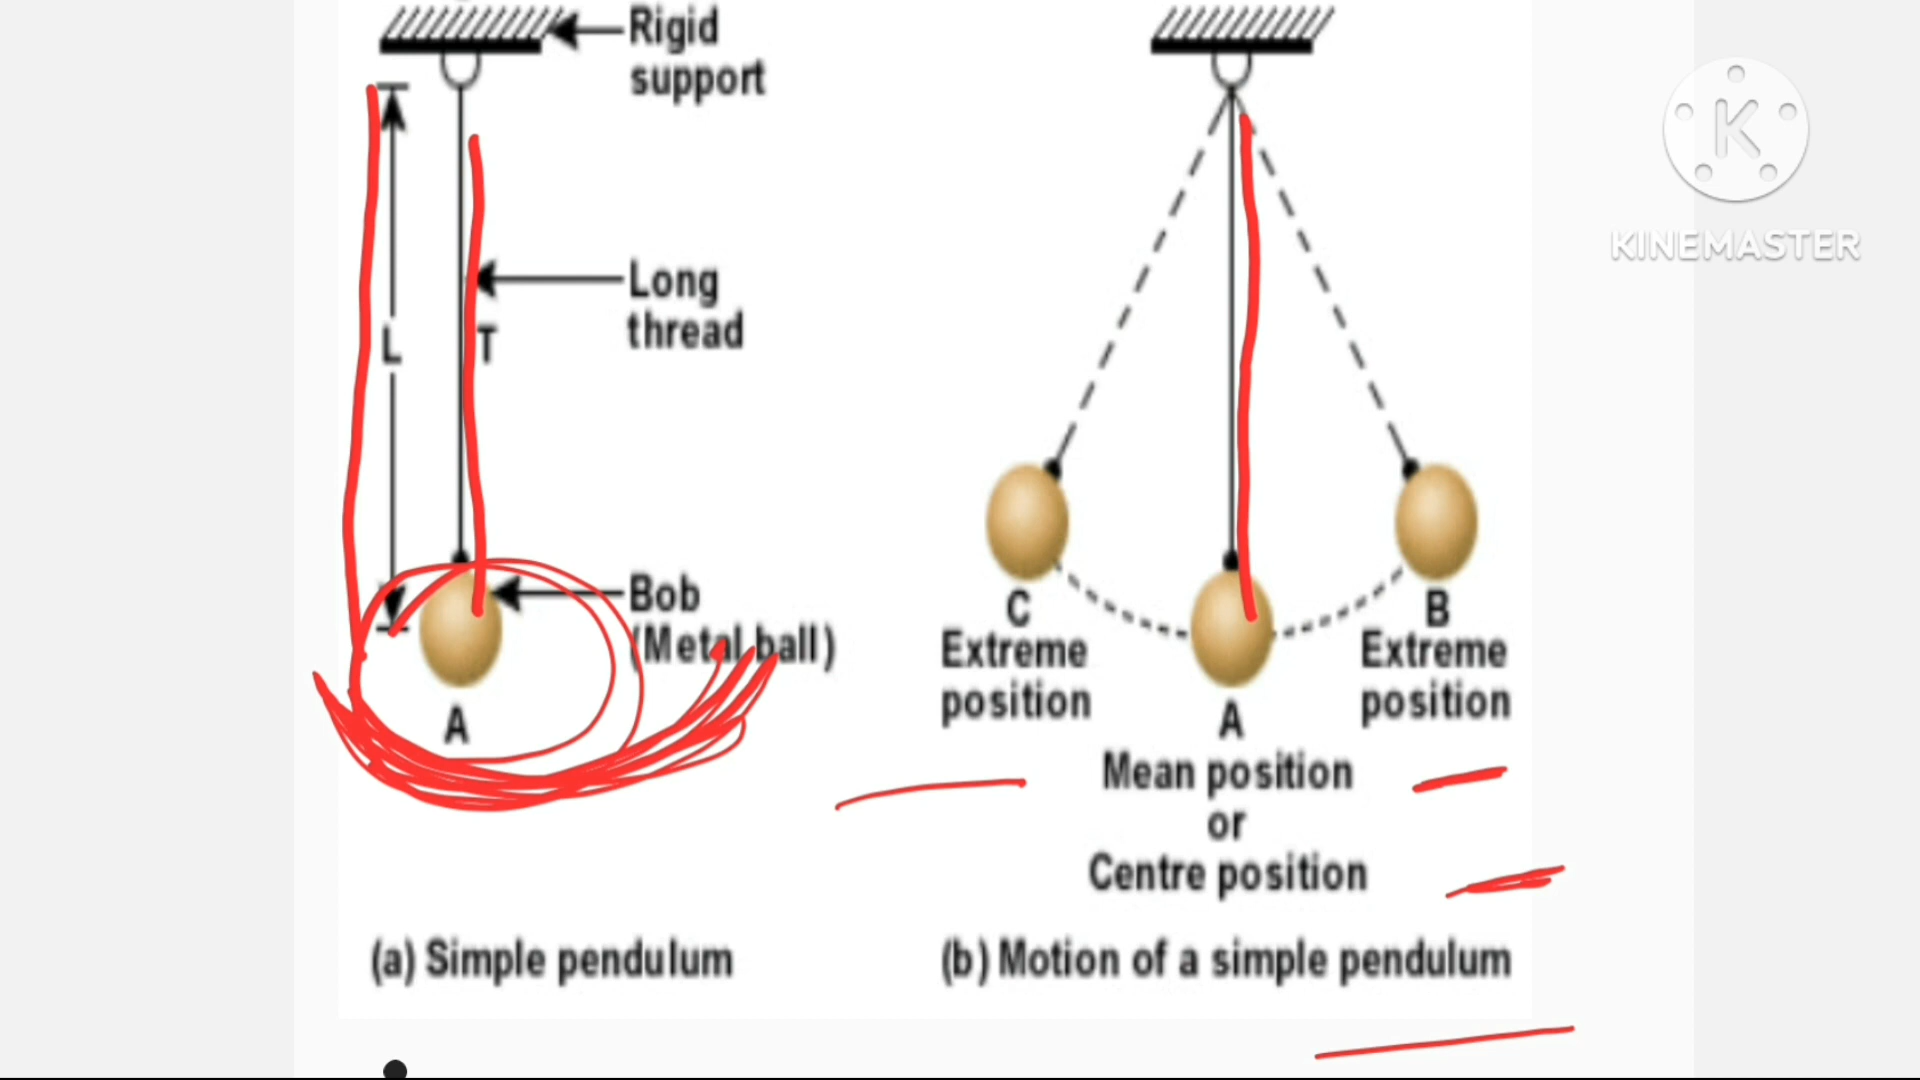 Rigid
support
L
T
Long
thread
Bob
(Metal ball)
A
C
Extreme
position
B
Extreme
position
A
Mean position
or
Centre position
(a) Simple pendulum
(b) Motion of a simple pendulum
K
KINEMASTER